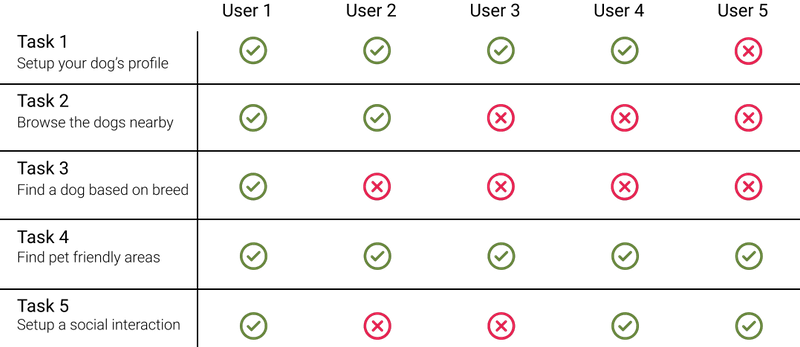 User 1 User 2 User 3 User 4 User 5
Task 1
Setup your dog's profile
Task 2
Browse the dogs nearby
Task 3
Find a dog based on breed
Task 4
Find pet friendly areas
Task 5
Setup a social interaction